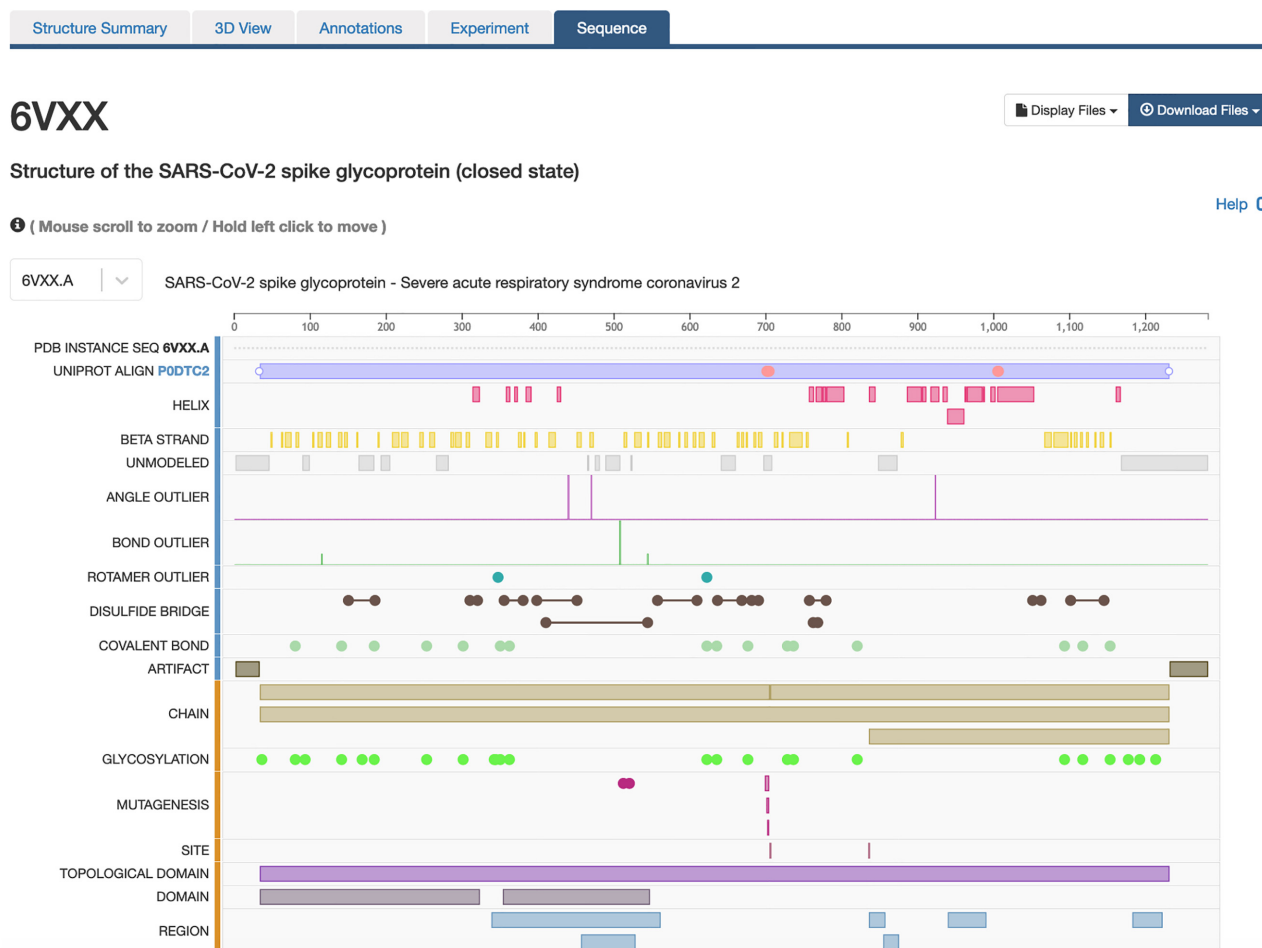 Structure Summary 3D View Annotations Experiment Sequence
6VXX
Display Files Download Files
Structure of the SARS-CoV-2 spike glycoprotein (closed state)
Help
( Mouse scroll to zoom / Hold left click to move )
6VXX.A
SARS-CoV-2 spike glycoprotein - Severe acute respiratory syndrome coronavirus 2
0 100 200 300 400 500 600 700 800 900 1,000 1,100 1,200
PDB INSTANCE SEQ 6VXX.A
UNIPROT ALIGN P0DTC2
HELIX
BETA STRAND
UNMODELED
ANGLE OUTLIER
BOND OUTLIER
ROTAMER OUTLIER
DISULFIDE BRIDGE
COVALENT BOND
ARTIFACT
CHAIN
GLYCOSYLATION
MUTAGENESIS
SITE
TOPOLOGICAL DOMAIN
DOMAIN
REGION